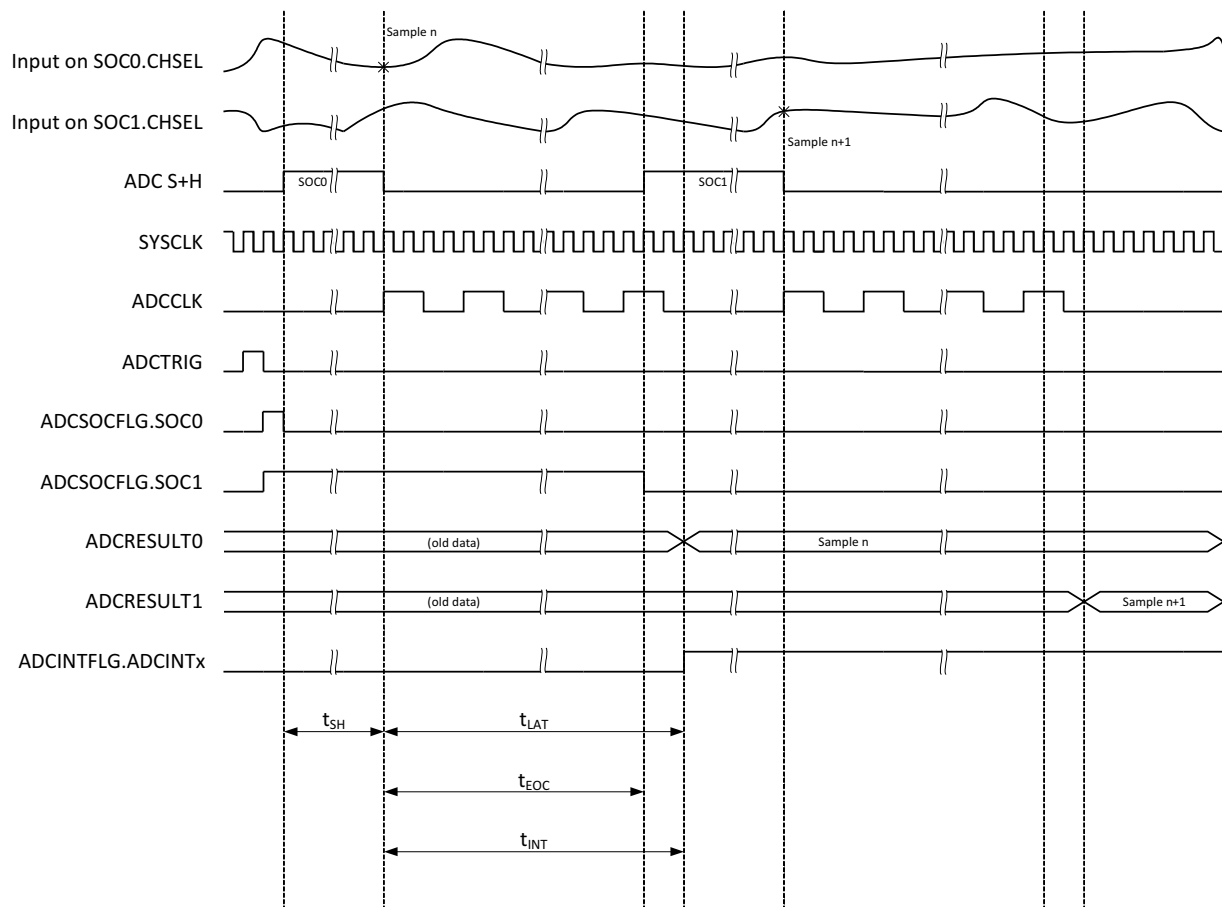 Sample n
Input on SOC0.CHSEL
Input on SOC1.CHSEL
Sample n+1
ADC S+H
SOC0
SOC1
SYSCLK
ADCCLK
ADCTRIG
ADCSOCFLG.SOC0
ADCSOCFLG.SOC1
ADCRESULT0
(old data)
Sample n
ADCRESULT1
(old data)
Sample n+1
ADCINTFLG.ADCINTx
tSH
tLAT
tEOC
tINT